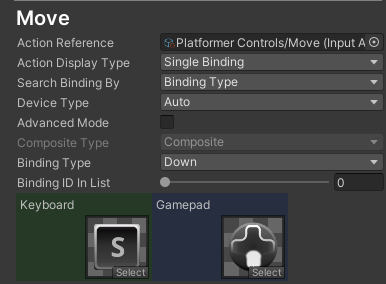 Move
Action Reference Platformer Controls/Move (Input A
Action Display Type Single Binding
Search Binding By Binding Type
Device Type Auto
Advanced Mode
Composite Type Composite
Binding Type Down
Binding ID In List 0
Keyboard Gamepad
S
Select Select